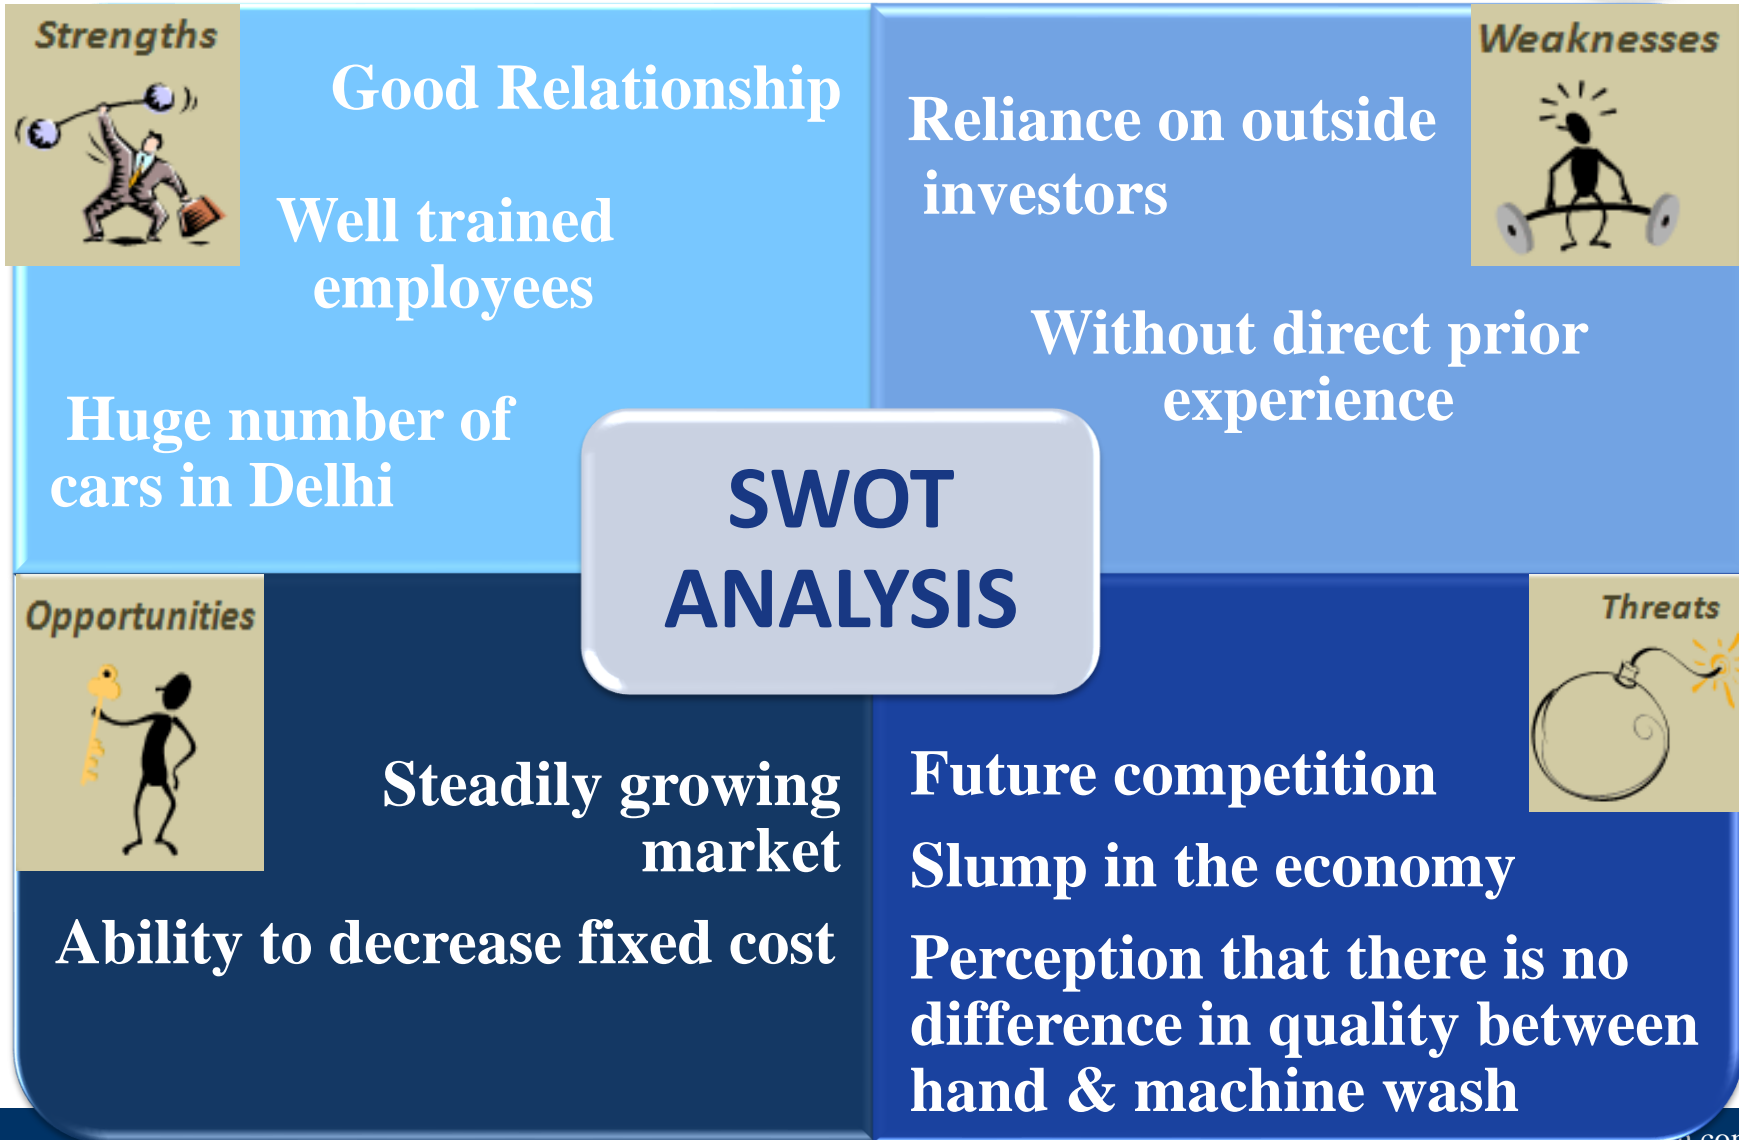 Strengths
Good Relationship
Well trained
employees
Huge number of
cars in Delhi
Weaknesses
Reliance on outside
investors
Without direct prior
experience
SWOT
ANALYSIS
Opportunities
Steadily growing
market
Ability to decrease fixed cost
Threats
Future competition
Slump in the economy
Perception that there is no
difference in quality between
hand & machine wash